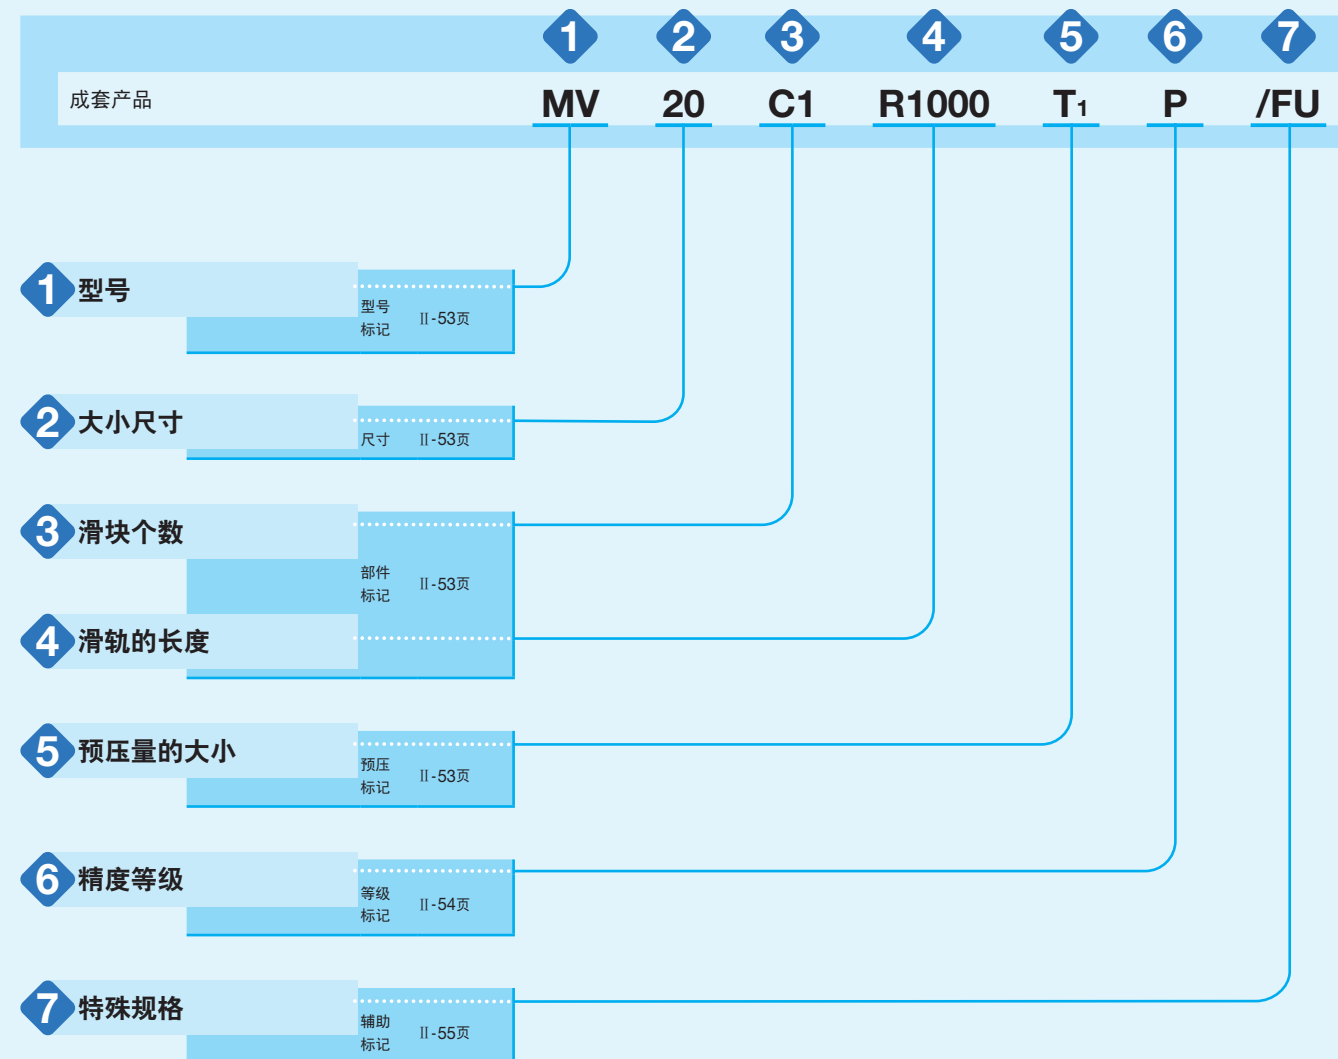 1 2 3 4 5 6 7
成套产品 MV 20 C1 R1000 T1 P /FU
1 型号
型号
标记 II-53页
2 大小尺寸
尺寸 II-53页
3 滑块个数
部件
标记 II-53页
4 滑轨的长度
5 预压量的大小
预压
标记 II-53页
6 精度等级
等级
标记 II-54页
7 特殊规格
辅助
标记 II-55页